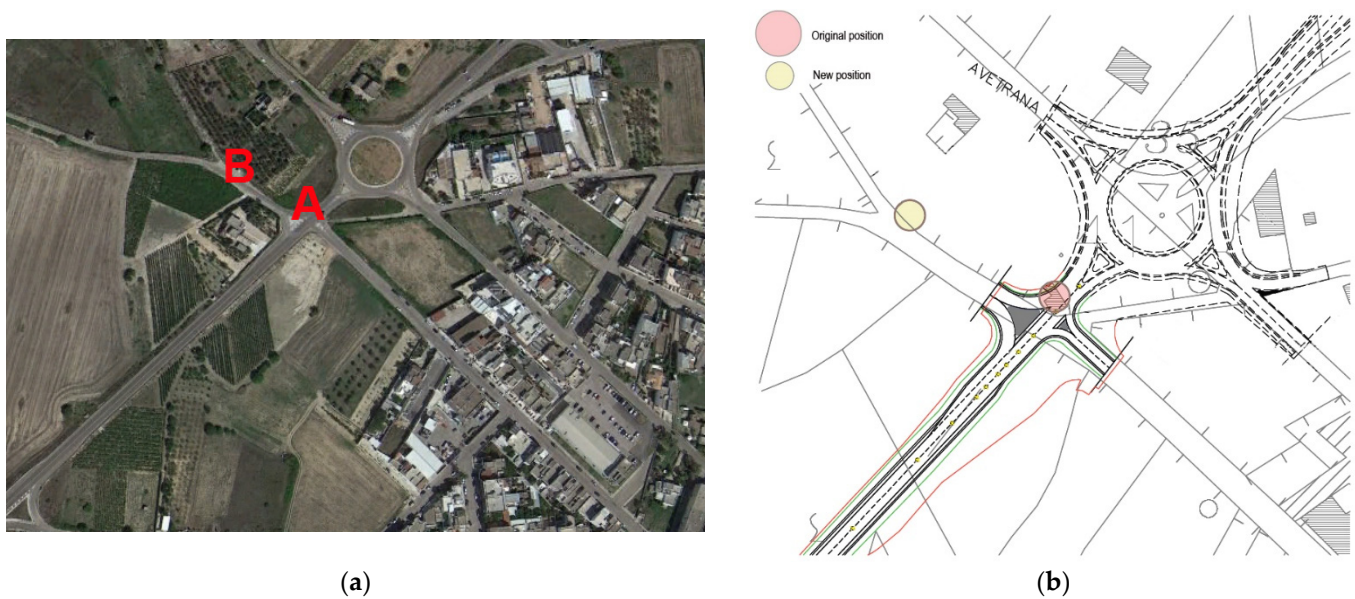 B
A
Original position
New position
AVETRANA
(a)
(b)